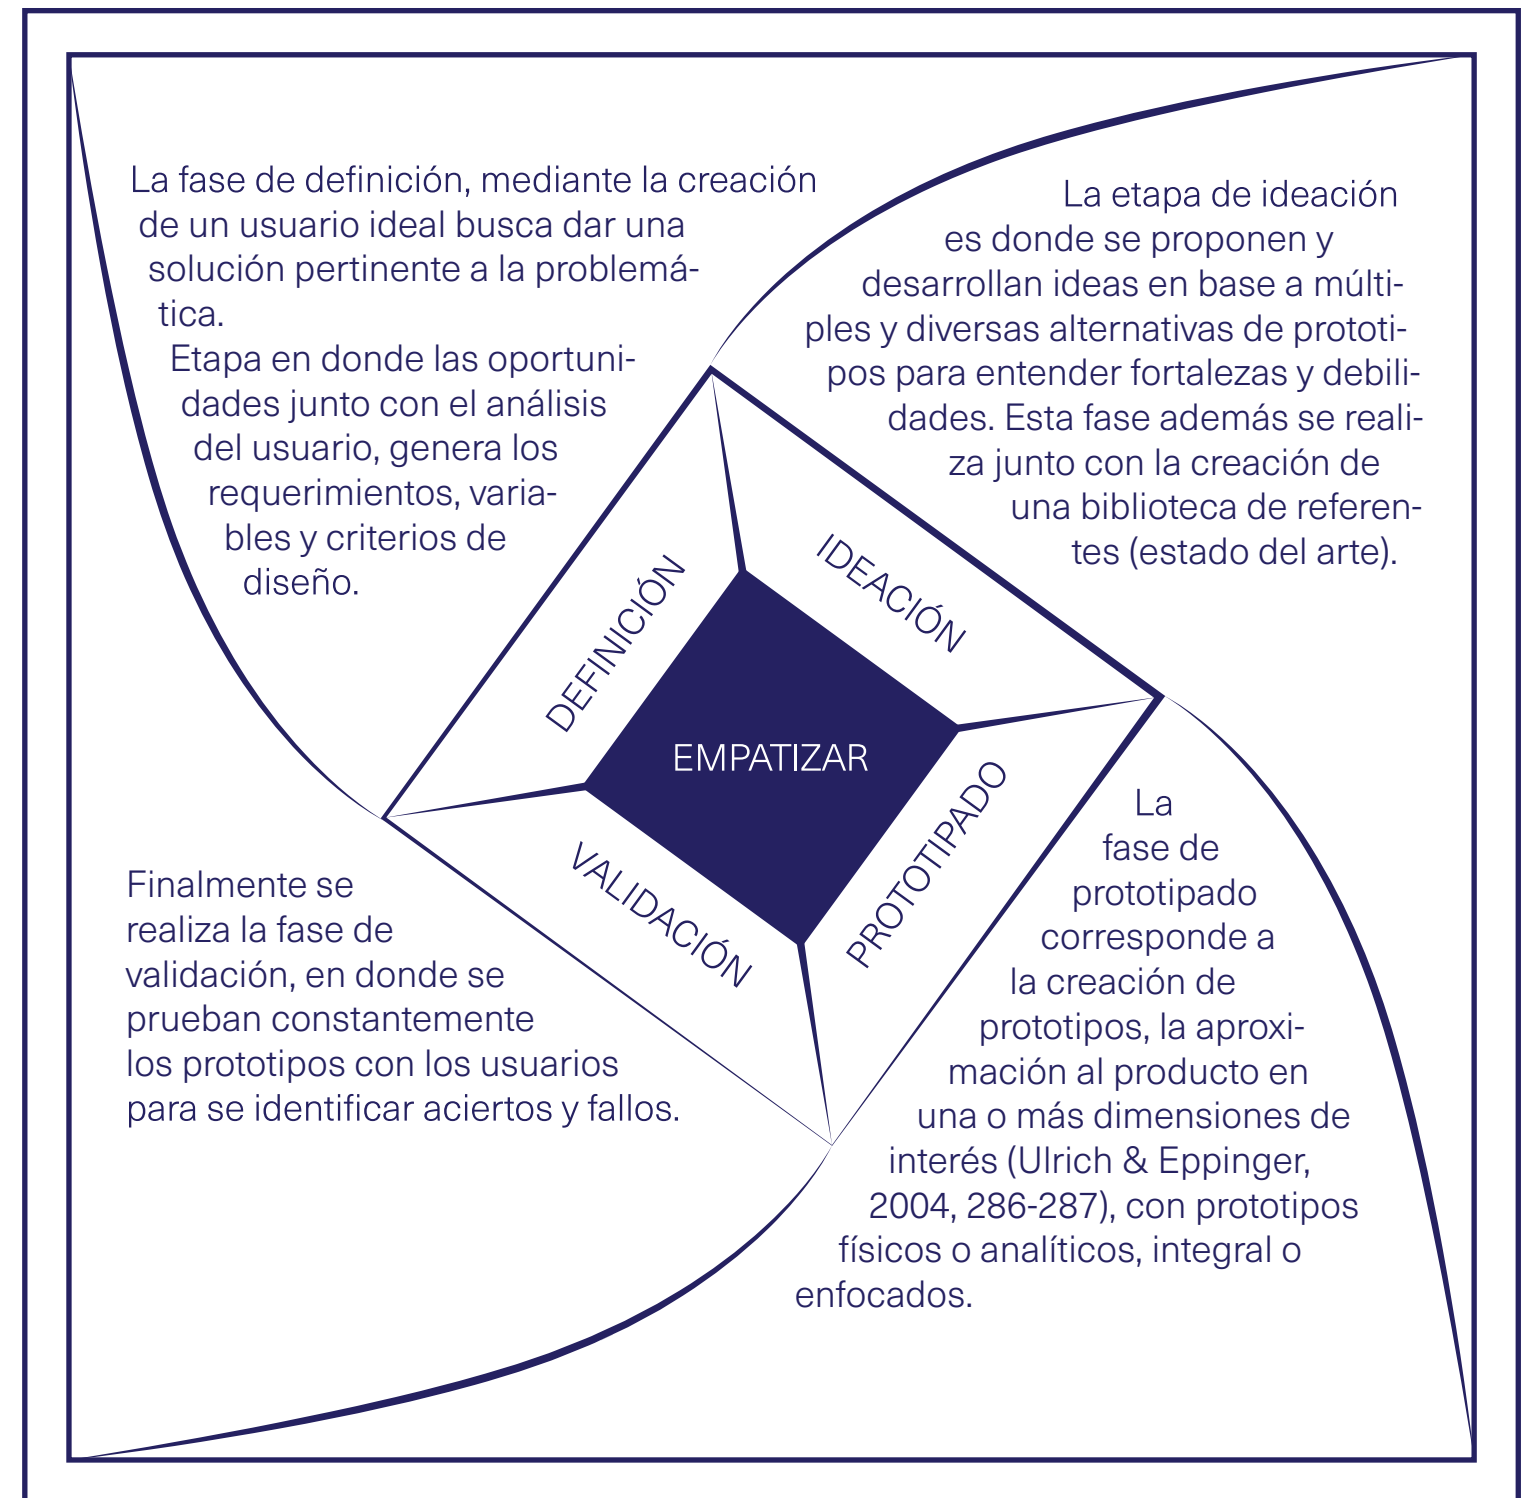 La fase de definición, mediante la creación
de un usuario ideal busca dar una
solución pertinente a la problemá-
tica.
Etapa en donde las oportuni-
dades junto con el análisis
del usuario, genera los
requerimientos, varia-
bles y criterios de
diseño.
La etapa de ideación
es donde se proponen y
desarrollan ideas en base a múlti-
ples y diversas alternativas de prototi-
pos para entender fortalezas y debili-
dades. Esta fase además se reali-
za junto con la creación de
una biblioteca de referen-
tes (estado del arte).
DEFINICIÓN
IDEACIÓN
EMPATIZAR
VALIDACIÓN
PROTOTIPADO
La
fase de
prototipado
corresponde a
la creación de
prototipos, la aproxi-
mación al producto en
una o más dimensiones de
interés (Ulrich & Eppinger,
2004, 286-287), con prototipos
físicos o analíticos, integral o
enfocados.
Finalmente se
realiza la fase de
validación, en donde se
prueban constantemente
los prototipos con los usuarios
para se identificar aciertos y fallos.